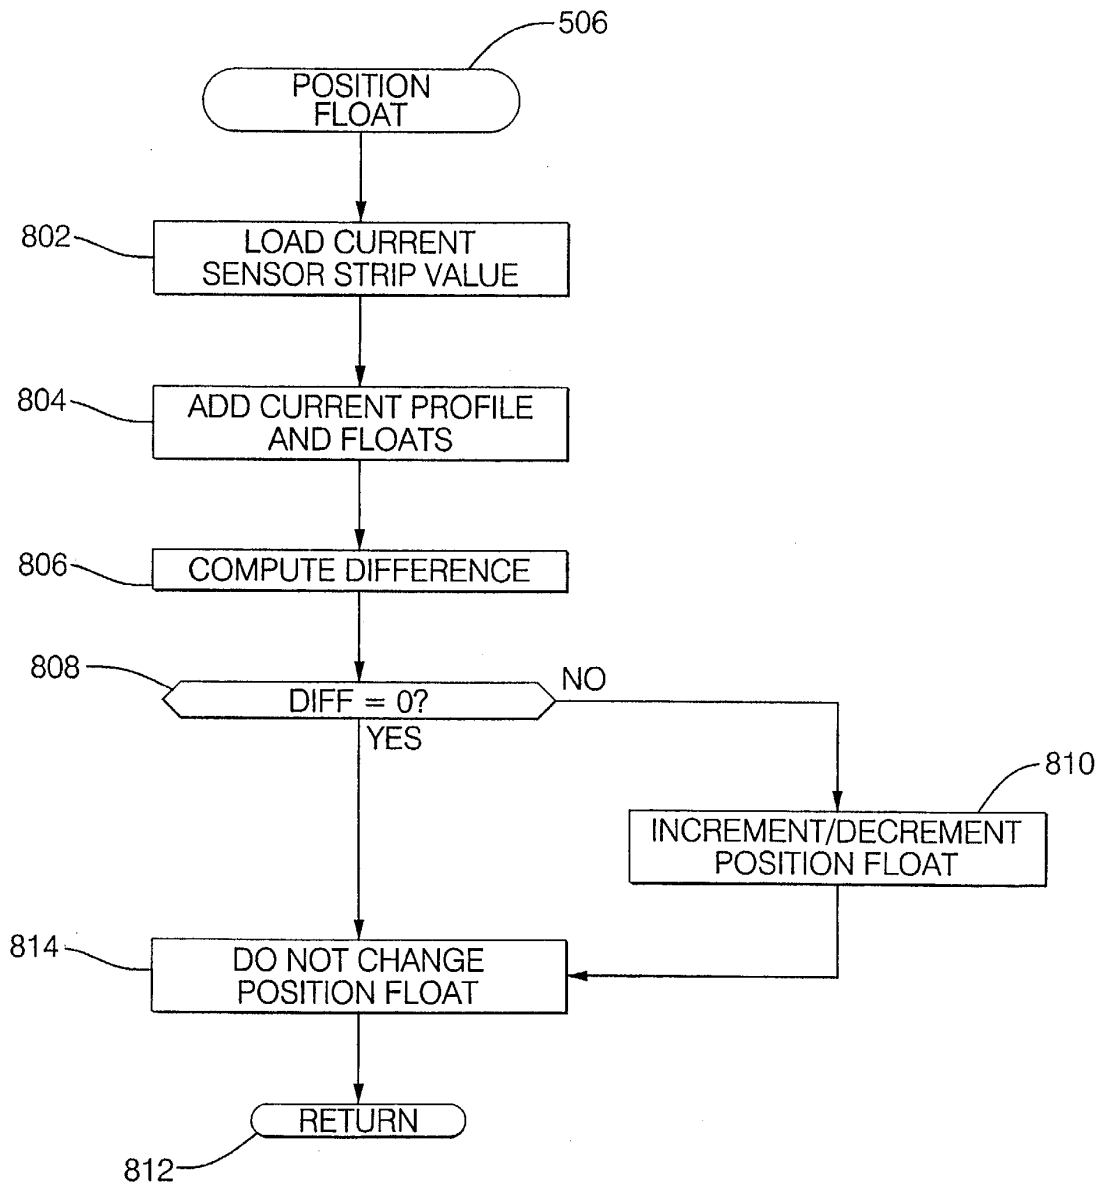 506
POSITION
FLOAT
802
LOAD CURRENT
SENSOR STRIP VALUE
804
ADD CURRENT PROFILE
AND FLOATS
806
COMPUTE DIFFERENCE
808
DIFF = 0?
NO
YES
810
INCREMENT/DECREMENT
POSITION FLOAT
814
DO NOT CHANGE
POSITION FLOAT
RETURN
812